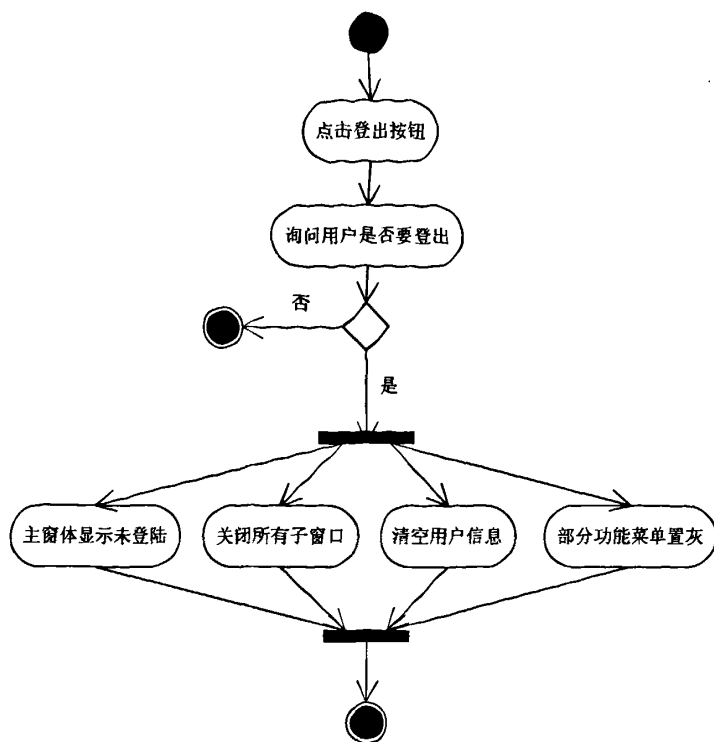 点击登出按钮
询问用户是否要登出
否
是
主窗体显示未登陆
关闭所有子窗口
清空用户信息
部分功能菜单置灰